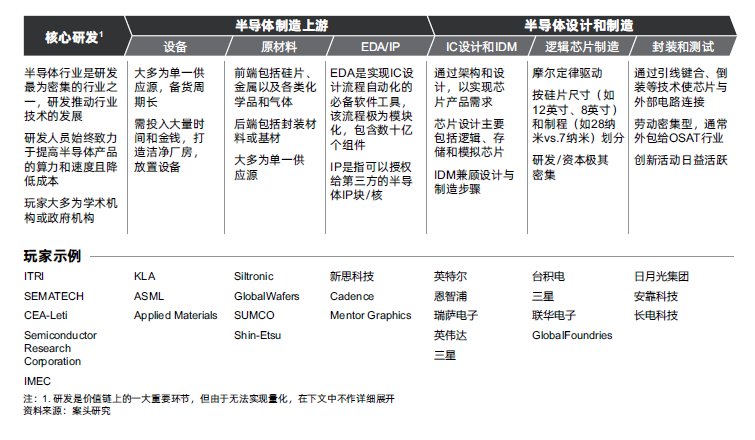 核心研发1
半导体制造上游
半导体设计和制造
设备
原材料
EDA/IP
IC设计和IDM
逻辑芯片制造
封装和测试
半导体行业是研发
最为密集的行业之
一，研发推动行业
技术的发展
研发人员始终致力
于提高半导体产品
的算力和速度且降
低成本
玩家大多为学术机
构或政府机构
大多为单一供
应源，备货周
期长
需投入大量时
间和金钱，打
造洁净厂房，
放置设备
前端包括硅片、
金属以及各类化
学品和气体
后端包括封装材
料或基材
大多为单一供
应源
EDA是实现IC设
计流程自动化的
必备软件工具，
该流程极为模块
化，包含数十亿
个组件
IP是指可以授权
给第三方的半导
体IP块/核
通过架构和设
计，以实现芯
片产品需求
芯片设计主要
包括逻辑、存
储和模拟芯片
IDM兼顾设计与
制造步骤
摩尔定律驱动
按硅片尺寸（如
12英寸、8英寸）
和制程（如28纳
米vs.7纳米）划分
研发/资本极其
密集
通过引线键合、倒
装等技术使芯片与
外部电路连接
劳动密集型，通常
外包给OSAT行业
创新活动日益活跃
玩家示例
ITRI
SEMATECH
CEA-Leti
Semiconductor
Research
Corporation
IMEC
KLA
ASML
Applied Materials
Siltronic
GlobalWafers
SUMCO
Shin-Etsu
新思科技
Cadence
Mentor Graphics
英特尔
恩智浦
瑞萨电子
英伟达
三星
台积电
三星
联华电子
GlobalFoundries
日月光集团
安靠科技
长电科技
注：1. 研发是价值链上的一大重要环节，但由于无法实现量化，在下文中不作详细展开
资料来源：案头研究